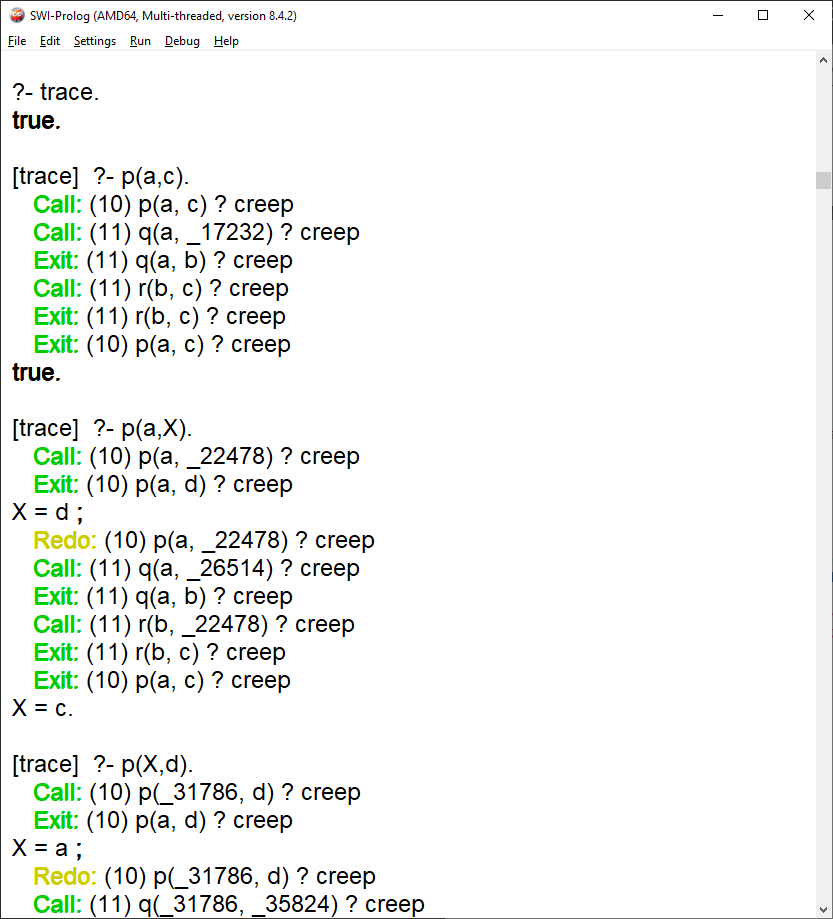 SWI-Prolog (AMD64, Multi-threaded, version 8.4.2)
File Edit Settings Run Debug Help
?- trace.
true.
[trace]  ?- p(a,c).
Call: (10) p(a, c) ? creep
Call: (11) q(a, _17232) ? creep
Exit: (11) q(a, b) ? creep
Call: (11) r(b, c) ? creep
Exit: (11) r(b, c) ? creep
Exit: (10) p(a, c) ? creep
true.
[trace]  ?- p(a,X).
Call: (10) p(a, _22478) ? creep
Exit: (10) p(a, d) ? creep
X = d ;
Redo: (10) p(a, _22478) ? creep
Call: (11) q(a, _26514) ? creep
Exit: (11) q(a, b) ? creep
Call: (11) r(b, _22478) ? creep
Exit: (11) r(b, c) ? creep
Exit: (10) p(a, c) ? creep
X = c.
[trace]  ?- p(X,d).
Call: (10) p(_31786, d) ? creep
Exit: (10) p(a, d) ? creep
X = a ;
Redo: (10) p(_31786, d) ? creep
Call: (11) q(_31786, _35824) ? creep